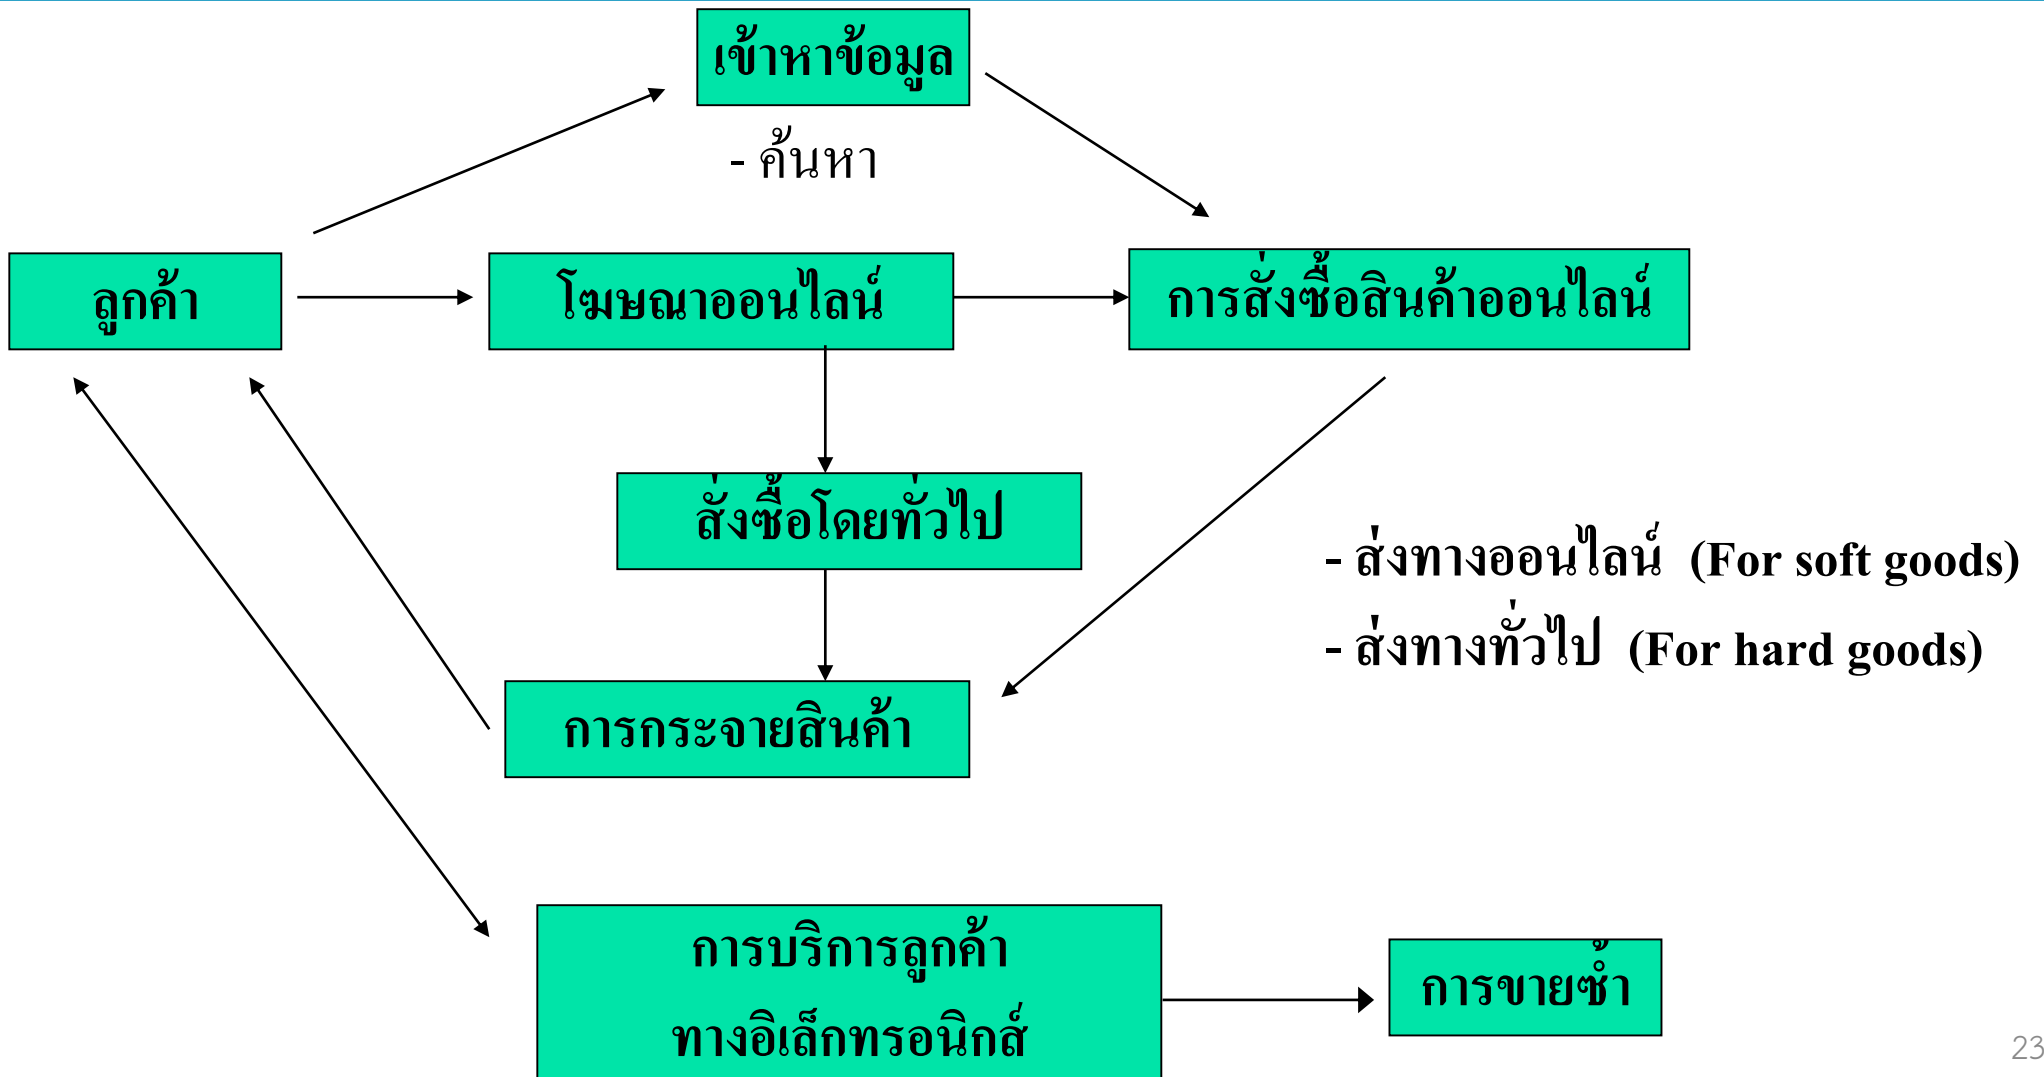 เข้าหาข้อมูล
- ค้นหา
ลูกค้า
โฆษณาออนไลน์
การสั่งซื้อสินค้าออนไลน์
สั่งซื้อโดยทั่วไป
- ส่งทางออนไลน์ (For soft goods)
- ส่งทางทั่วไป (For hard goods)
การกระจายสินค้า
การบริการลูกค้า
ทางอิเล็กทรอนิกส์
การขายซ้ำ
23